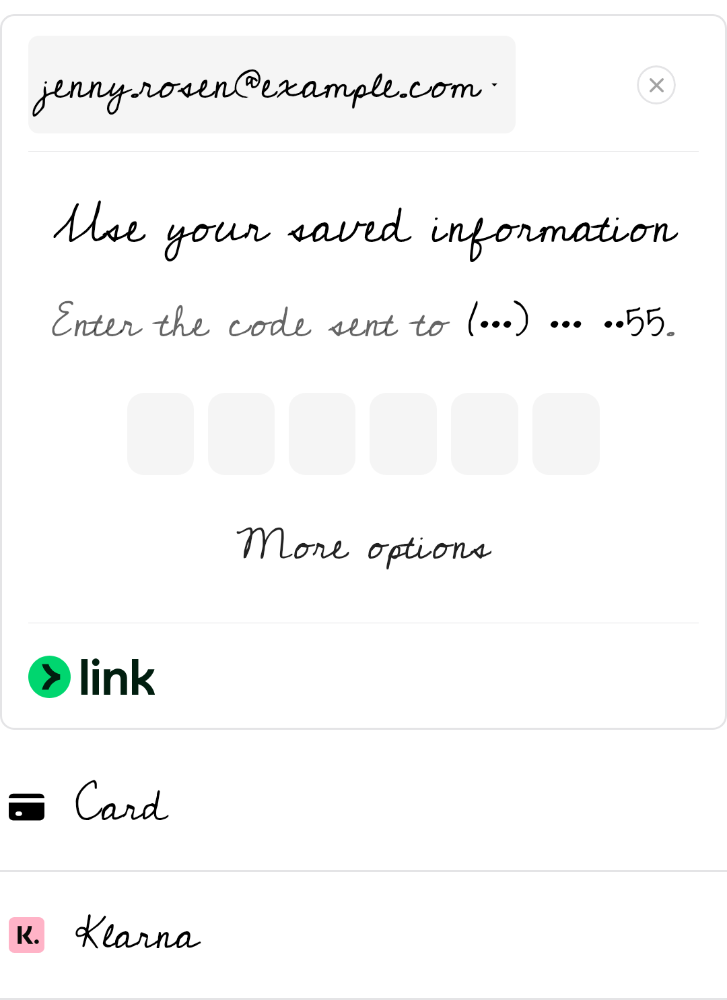 jenny.rosen@example.com
Use your saved information
Enter the code sent to (•••) ••• ••55.
More options
link
Card
K. Klarna